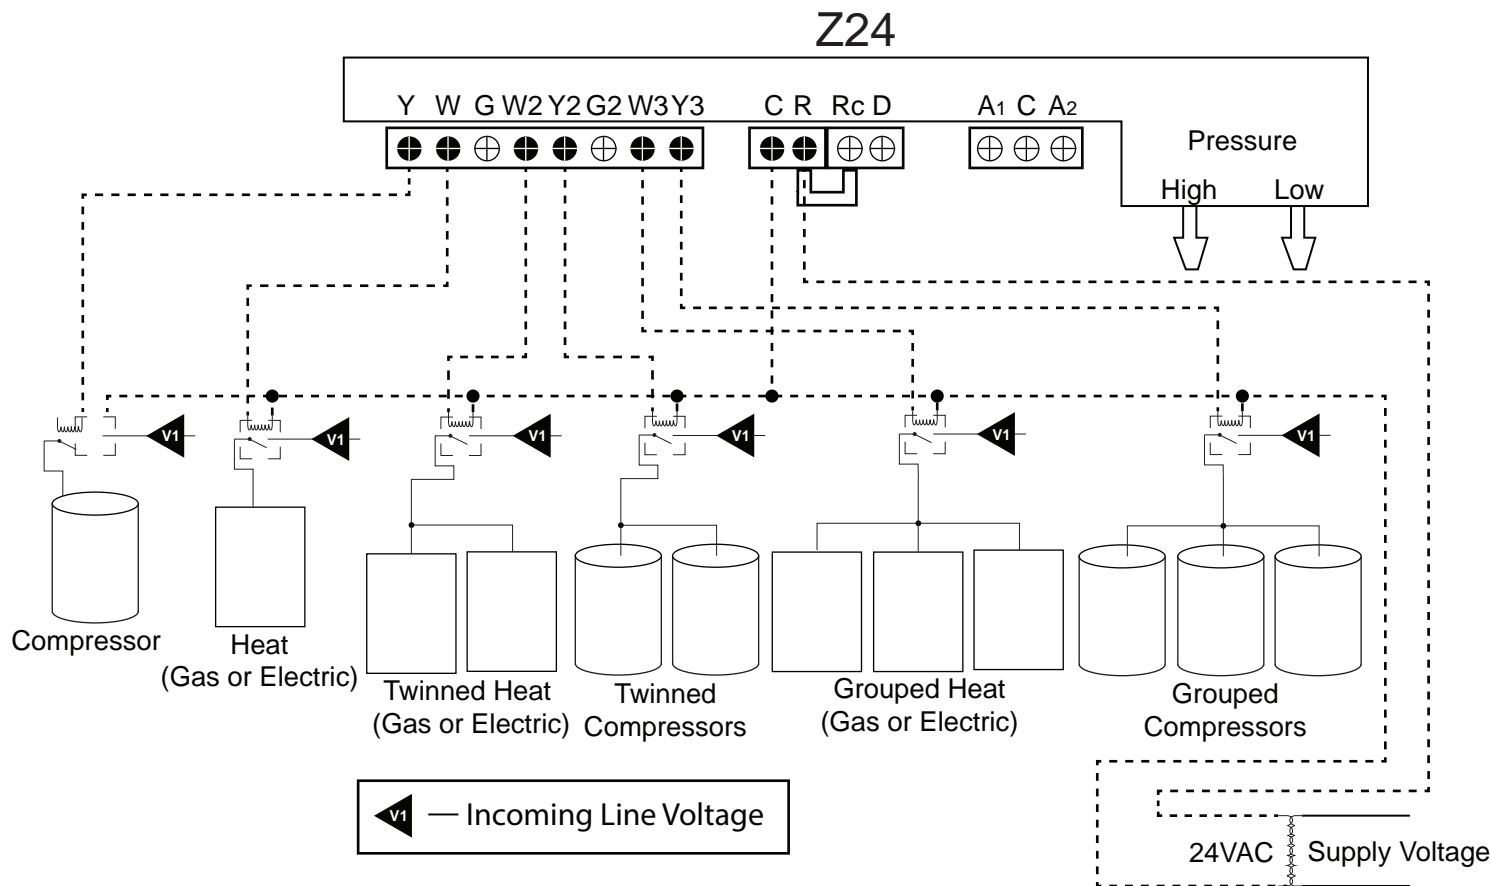 Z24
Y W G W2 Y2 G2 W3 Y3 C R Rc D A1 C A2
Pressure
High Low
V1 V1 V1 V1 V1 V1
Compressor
Heat
(Gas or Electric)
Twinned Heat
(Gas or Electric)
Twinned
Compressors
Grouped Heat
(Gas or Electric)
Grouped
Compressors
V1 — Incoming Line Voltage
24VAC Supply Voltage